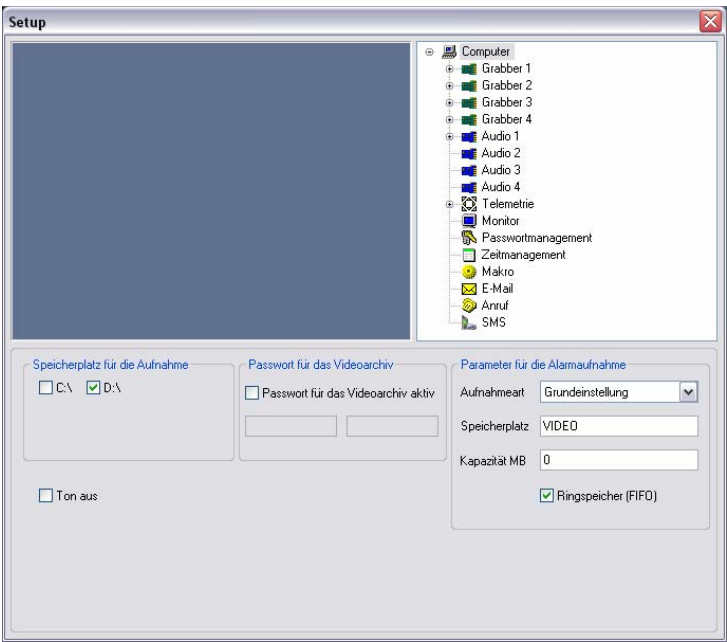 Setup
Computer
Grabber 1
Grabber 2
Grabber 3
Grabber 4
Audio 1
Audio 2
Audio 3
Audio 4
Telemetrie
Monitor
Passwortmanagement
Zeitmanagement
Makro
E-Mail
Anruf
SMS
Speicherplatz für die Aufnahme
C:\ D:\
Passwort für das Videoarchiv
Passwort für das Videoarchiv aktiv
Parameter für die Alarmaufnahme
Aufnahmeart Grundeinstellung
Speicherplatz VIDEO
Kapazität MB 0
Ringspeicher (FIFO)
Ton aus